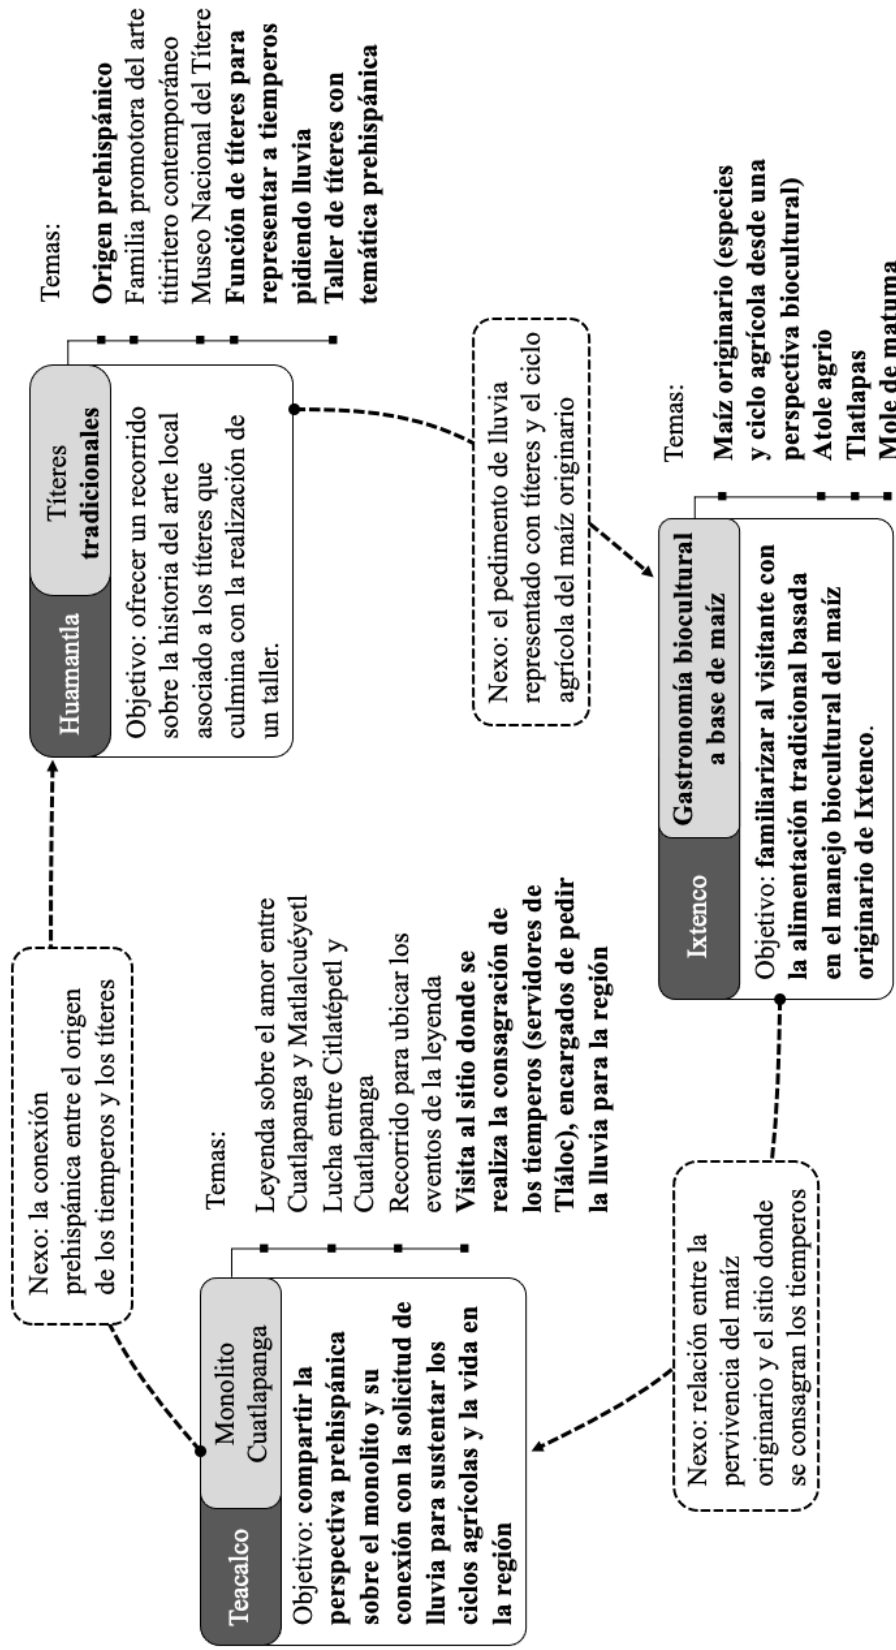 Nexo: la conexión
prehispánica entre el origen
de los tiemperos y los títeres
Teacalco
Monolito
Cuatlapanga
Objetivo: compartir la
perspectiva prehispánica
sobre el monolito y su
conexión con la solicitud de
lluvia para sustentar los
ciclos agrícolas y la vida en
la región
Temas:
Leyenda sobre el amor entre
Cuatlapanga y Matlalcuéyetl
Lucha entre Citlatépetl y
Cuatlapanga
Recorrido para ubicar los
eventos de la leyenda
Visita al sitio donde se
realiza la consagración de
los tiemperos (servidores de
Tláloc), encargados de pedir
la lluvia para la región
Huamantla
Títeres
tradicionales
Objetivo: ofrecer un recorrido
sobre la historia del arte local
asociado a los títeres que
culmina con la realización de
un taller.
Temas:
Origen prehispánico
Familia promotora del arte
titiritero contemporáneo
Museo Nacional del Títere
Función de títeres para
representar a tiemperos
pidiendo lluvia
Taller de títeres con
temática prehispánica
Nexo: el pedimento de lluvia
representado con títeres y el ciclo
agrícola del maíz originario
Ixtenco
Gastronomía biocultural
a base de maíz
Objetivo: familiarizar al visitante con
la alimentación tradicional basada
en el manejo biocultural del maíz
originario de Ixtenco.
Temas:
Maíz originario (especies
y ciclo agrícola desde una
perspectiva biocultural)
Atole agrio
Tlatlapas
Mole de matuma
Nexo: relación entre la
pervivencia del maíz
originario y el sitio donde
se consagran los tiemperos